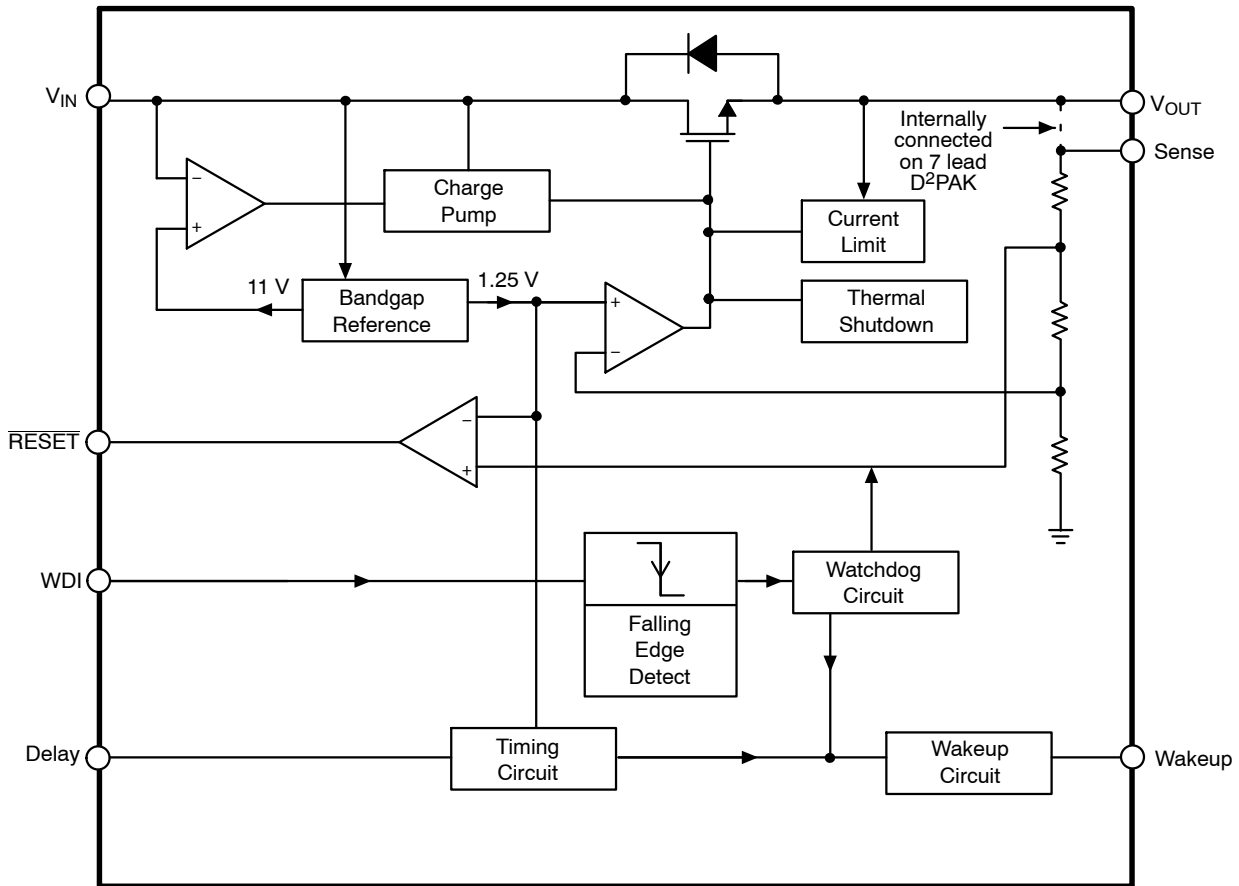 V_IN
V_OUT
Internally
connected
on 7 lead
D²PAK
Sense
−
+
Charge
Pump
Current
Limit
11 V
Bandgap
Reference
1.25 V
+
−
Thermal
Shutdown
R̅E̅S̅E̅T̅
−
+
WDI
Falling
Edge
Detect
Watchdog
Circuit
Delay
Timing
Circuit
Wakeup
Circuit
Wakeup